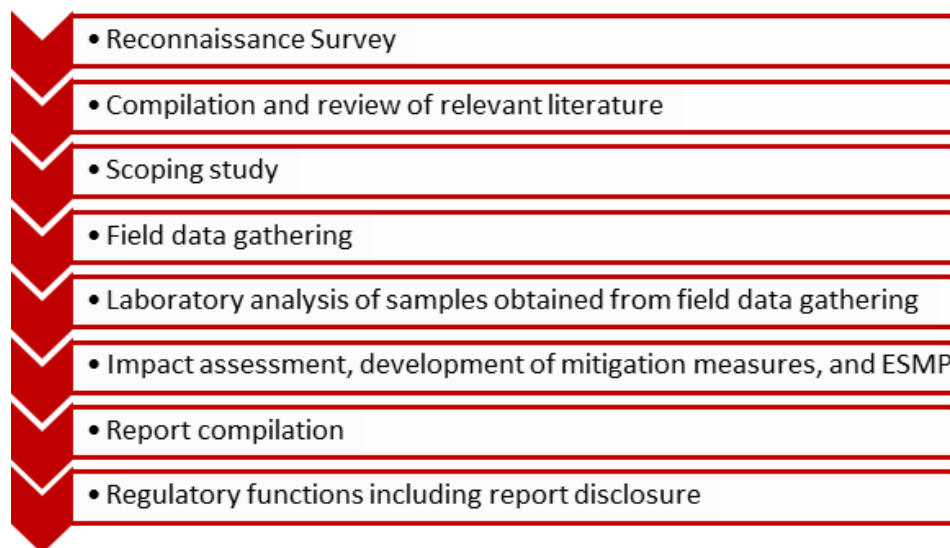 • Reconnaissance Survey
• Compilation and review of relevant literature
• Scoping study
• Field data gathering
• Laboratory analysis of samples obtained from field data gathering
• Impact assessment, development of mitigation measures, and ESMP
• Report compilation
• Regulatory functions including report disclosure